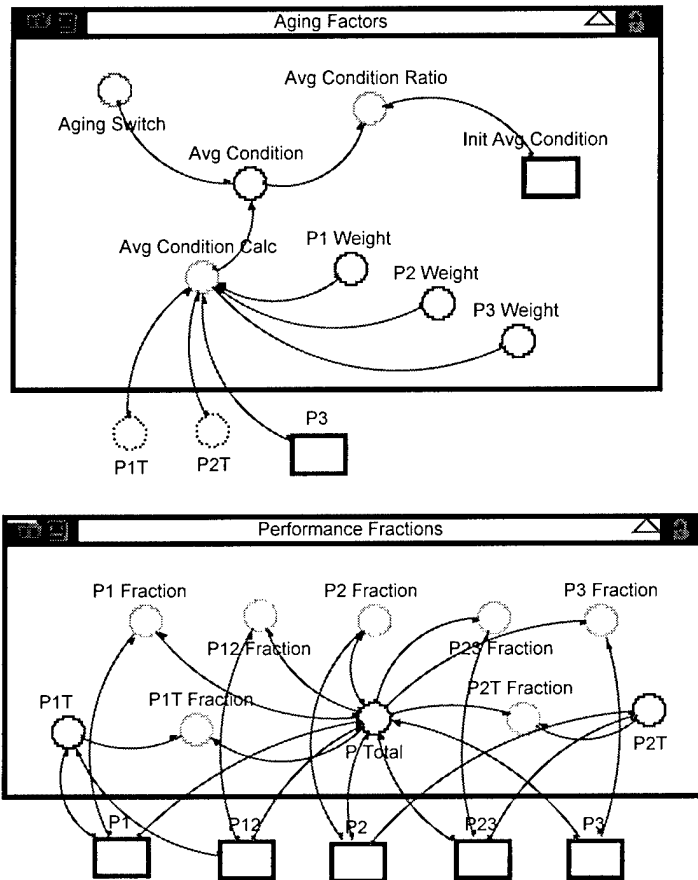 Aging Factors
Avg Condition Ratio
Aging Switch
Init Avg Condition
Avg Condition
P1 Weight
Avg Condition Calc
P2 Weight
P3 Weight
P3
P1T
P2T
Performance Fractions
P1 Fraction
P2 Fraction
P3 Fraction
P12 Fraction
P23 Fraction
P1T
P1T Fraction
P2T Fraction
P Total
P2T
P1
P12
P2
P23
P3